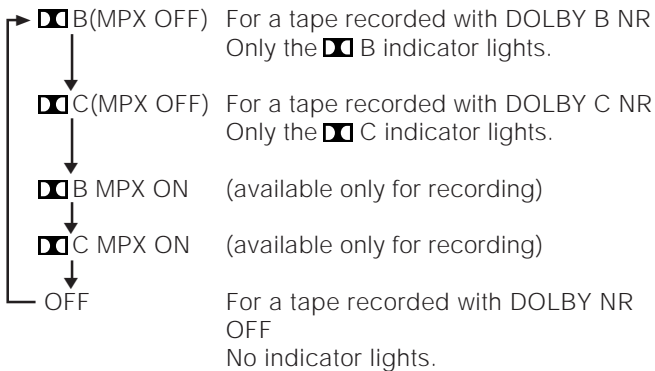 B(MPX OFF) For a tape recorded with DOLBY B NR
Only the B indicator lights.
C(MPX OFF) For a tape recorded with DOLBY C NR
Only the C indicator lights.
B MPX ON (available only for recording)
C MPX ON (available only for recording)
OFF For a tape recorded with DOLBY NR
OFF
No indicator lights.